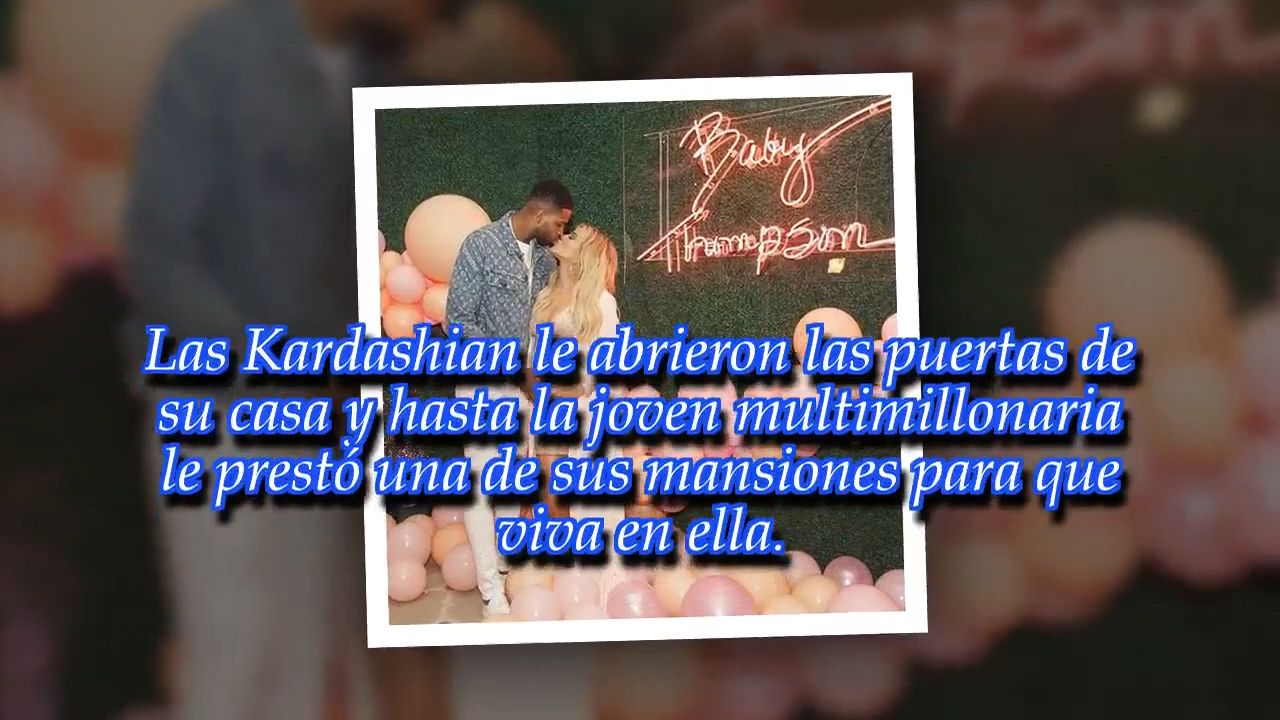 Baby
Thompson
Las Kardashian le abrieron las puertas de
su casa y hasta la joven multimillonaria
le prestó una de sus mansiones para que
viva en ella.